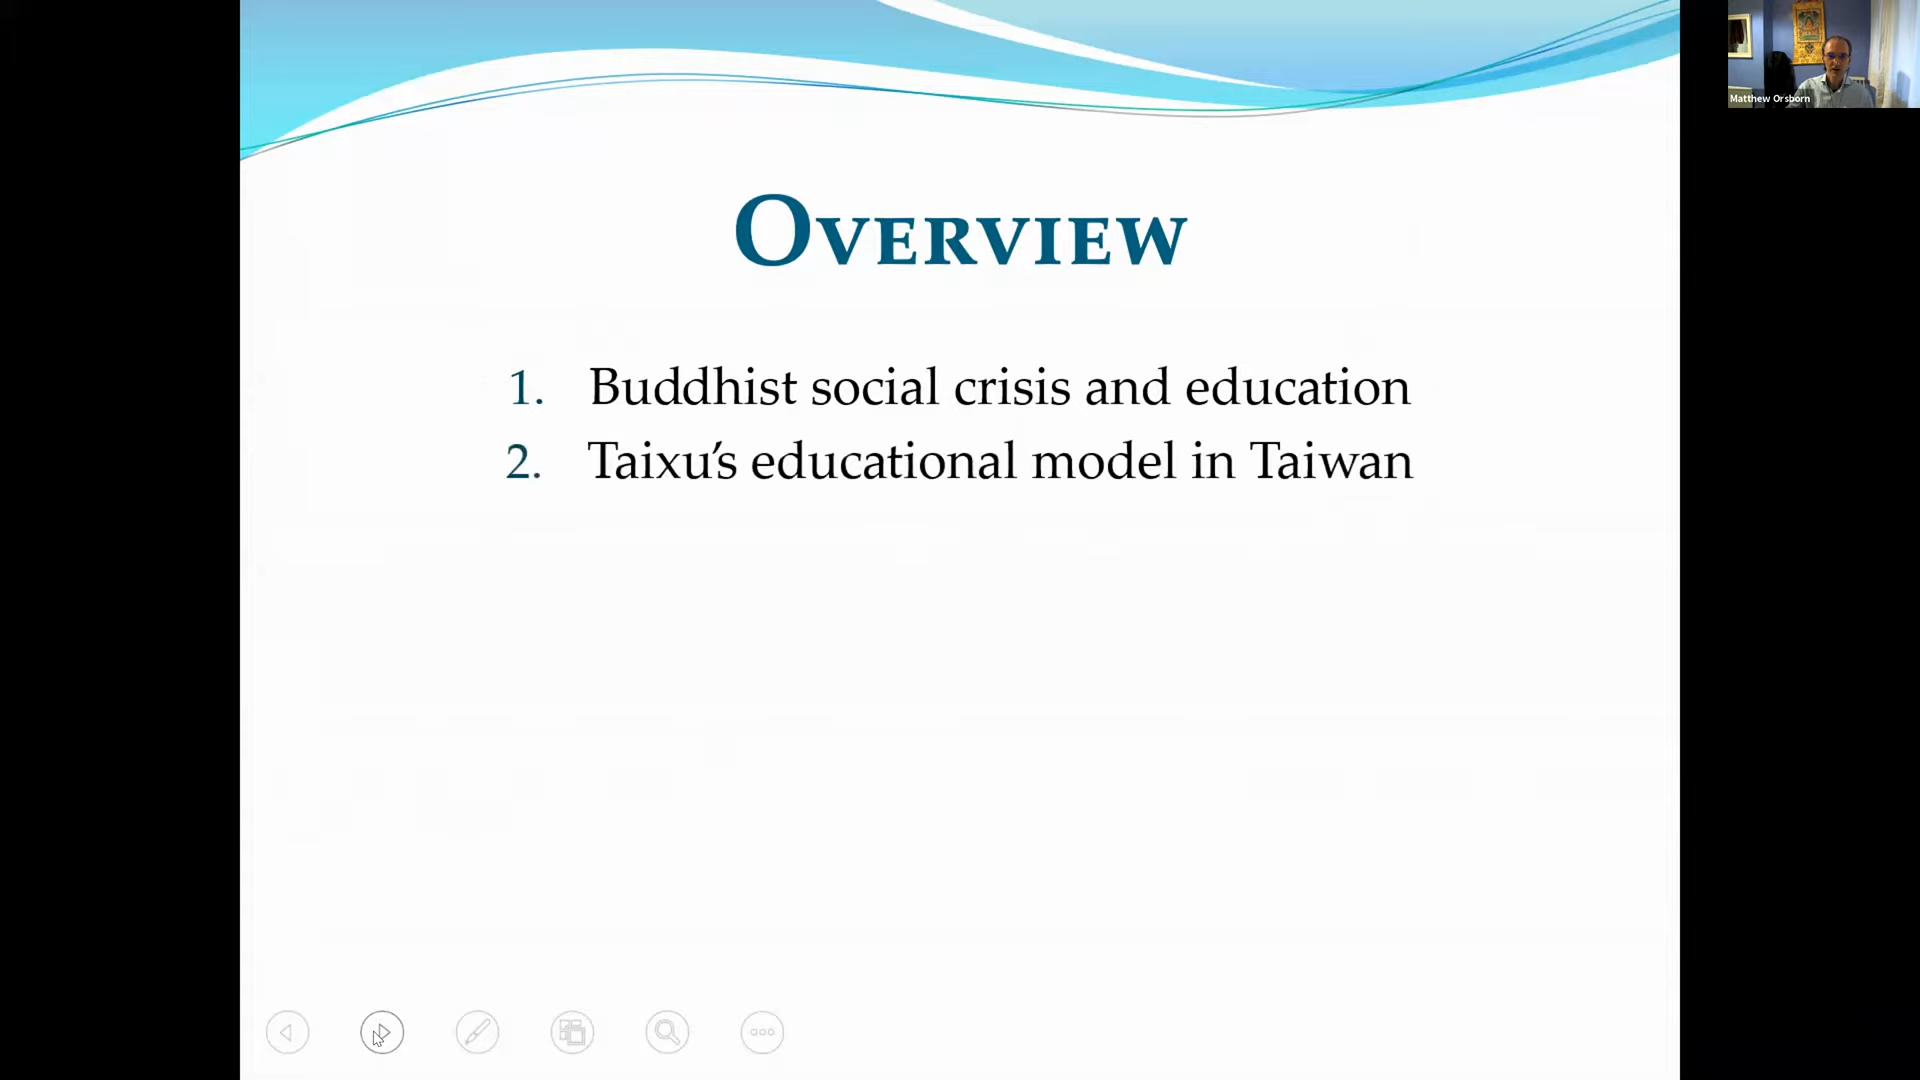 Matthew Orsborn
Overview
1. Buddhist social crisis and education
2. Taixu's educational model in Taiwan